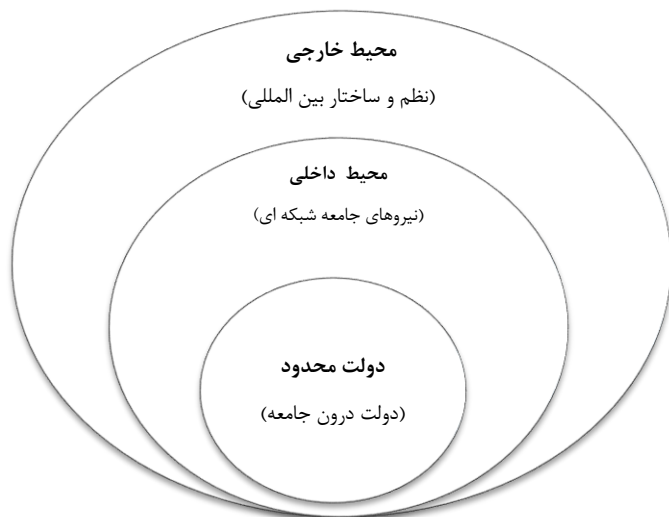 محیط خارجی
(نظم و ساختار بین المللی)
محیط داخلی
(نیروهای جامعه شبکه ای)
دولت محدود
(دولت درون جامعه)